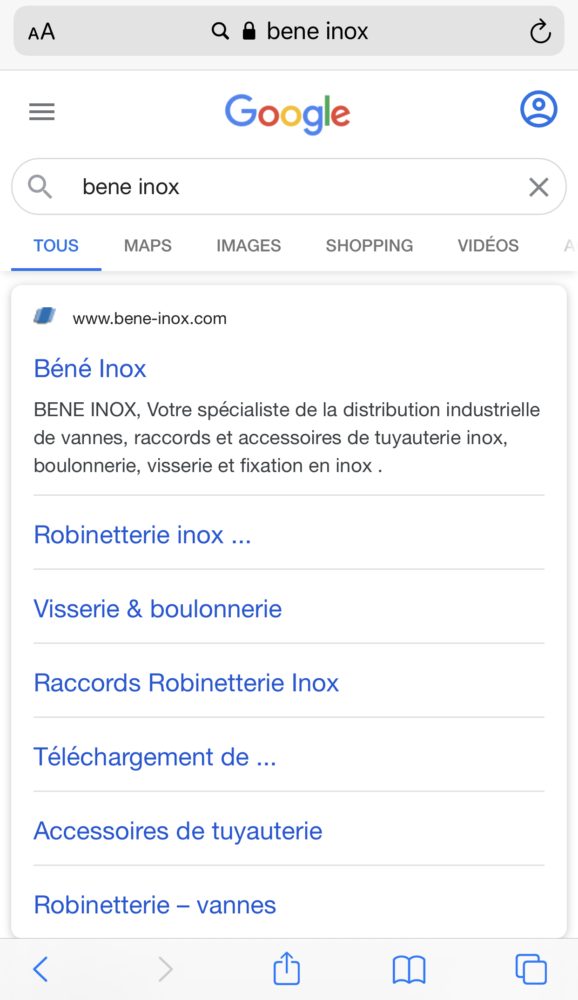 AA bene inox
Google
bene inox
TOUS MAPS IMAGES SHOPPING VIDÉOS
www.bene-inox.com
Béné Inox
BENE INOX, Votre spécialiste de la distribution industrielle
de vannes, raccords et accessoires de tuyauterie inox,
boulonnerie, visserie et fixation en inox .
Robinetterie inox ...
Visserie & boulonnerie
Raccords Robinetterie Inox
Téléchargement de ...
Accessoires de tuyauterie
Robinetterie – vannes